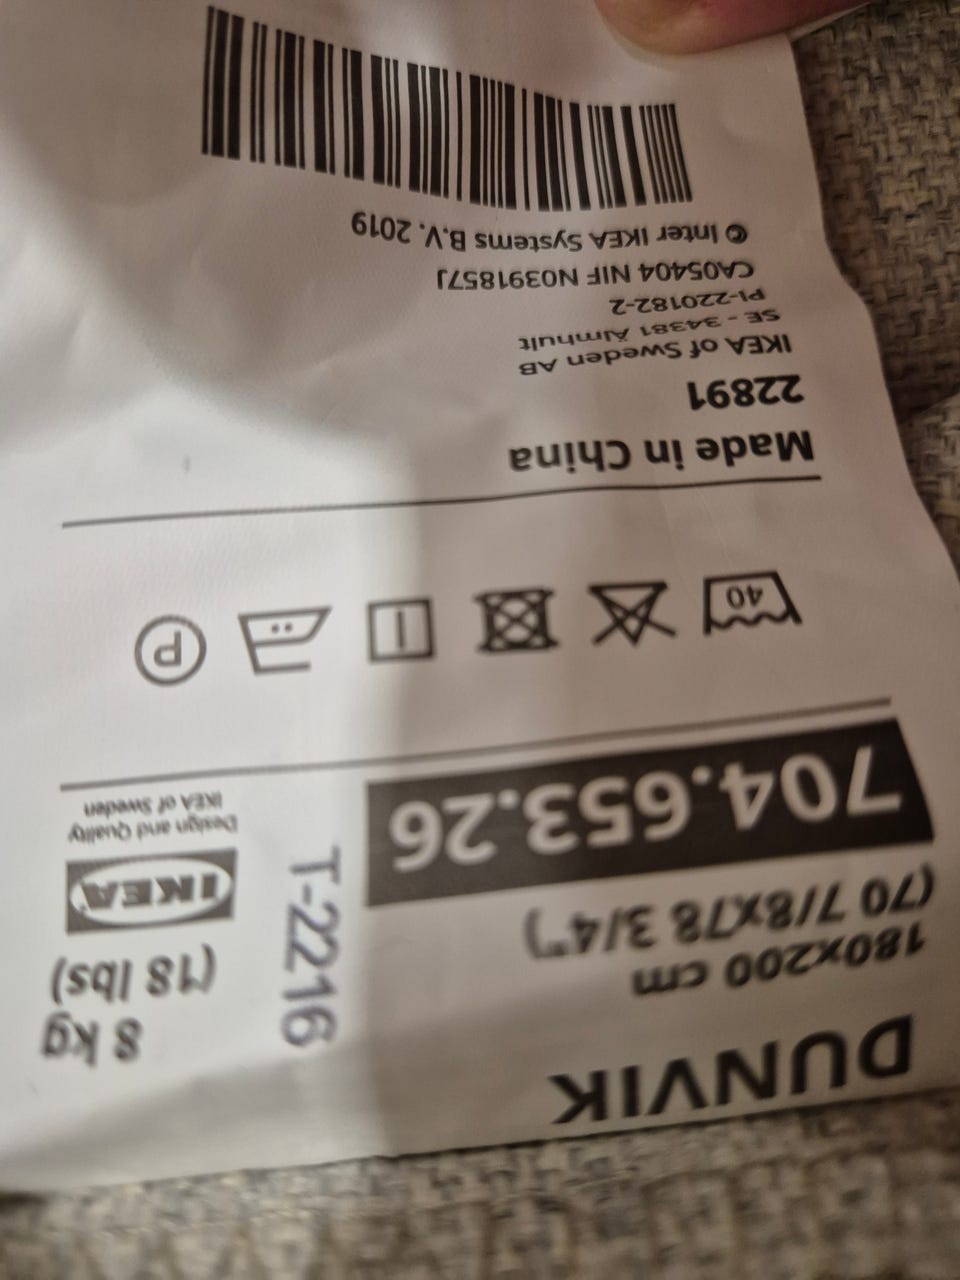 DUNVIK
180x200 cm
(70 7/8x78 3/4")
704.653.26
T-2216
8 kg
(18 lbs)
IKEA
Design and Quality
IKEA of Sweden
40
P
Made in China
22891
IKEA of Sweden AB
SE - 34381 Älmhult
PI-220182-2
CA05404 NIF N0391857J
© Inter IKEA Systems B.V. 2019